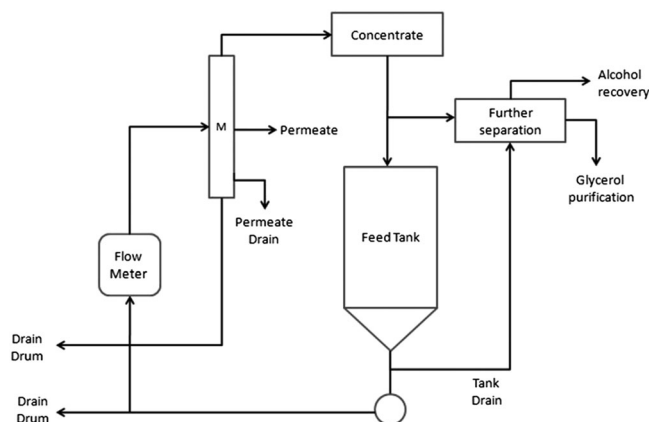 Concentrate
Alcohol
recovery
Further
separation
M
Permeate
Glycerol
purification
Permeate
Drain
Feed Tank
Flow
Meter
Drain
Drum
Tank
Drain
Drain
Drum